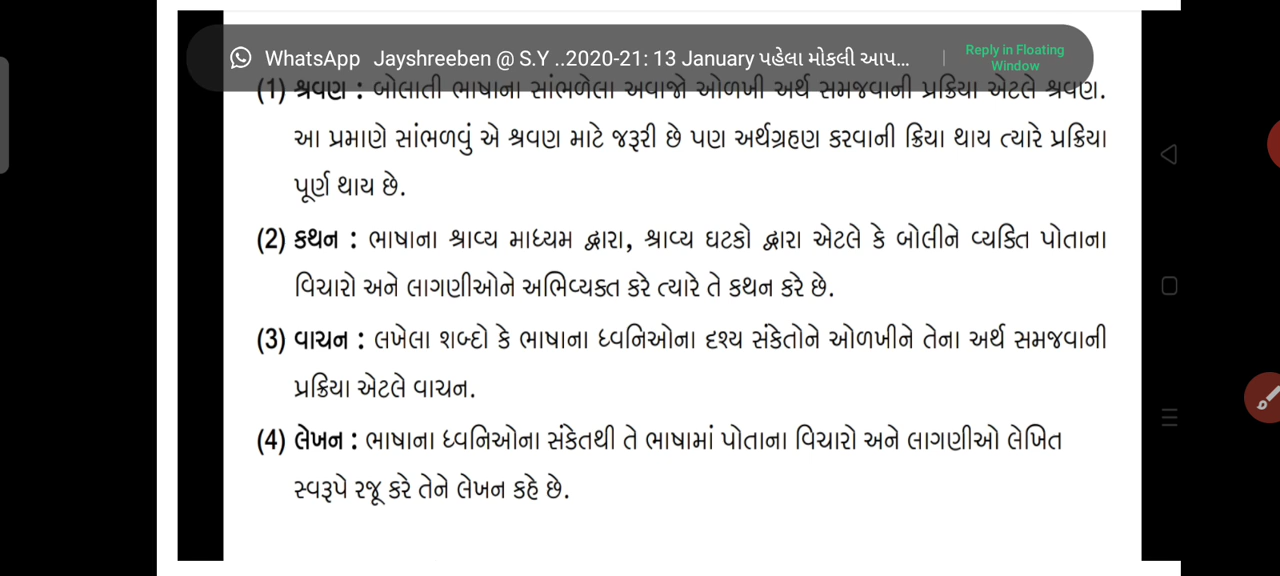 WhatsApp Jayshreeben @ S.Y ..2020-21: 13 January પહેલા મોકલી આપ... | Reply in Floating Window
(1) શ્રવણ : બોલાતી ભાષાના સાંભળેલા અવાજો ઓળખી અર્થ સમજવાની પ્રક્રિયા એટલે શ્રવણ.
આ પ્રમાણે સાંભળવું એ શ્રવણ માટે જરૂરી છે પણ અર્થગ્રહણ કરવાની ક્રિયા થાય ત્યારે પ્રક્રિયા
પૂર્ણ થાય છે.
(2) કથન : ભાષાના શ્રાવ્ય માધ્યમ દ્વારા, શ્રાવ્ય ઘટકો દ્વારા એટલે કે બોલીને વ્યક્તિ પોતાના
વિચારો અને લાગણીઓને અભિવ્યક્ત કરે ત્યારે તે કથન કરે છે.
(3) વાચન : લખેલા શબ્દો કે ભાષાના ધ્વનિઓના દૃશ્ય સંકેતોને ઓળખીને તેના અર્થ સમજવાની
પ્રક્રિયા એટલે વાચન.
(4) લેખન : ભાષાના ધ્વનિઓના સંકેતથી તે ભાષામાં પોતાના વિચારો અને લાગણીઓ લેખિત
સ્વરૂપે રજૂ કરે તેને લેખન કહે છે.